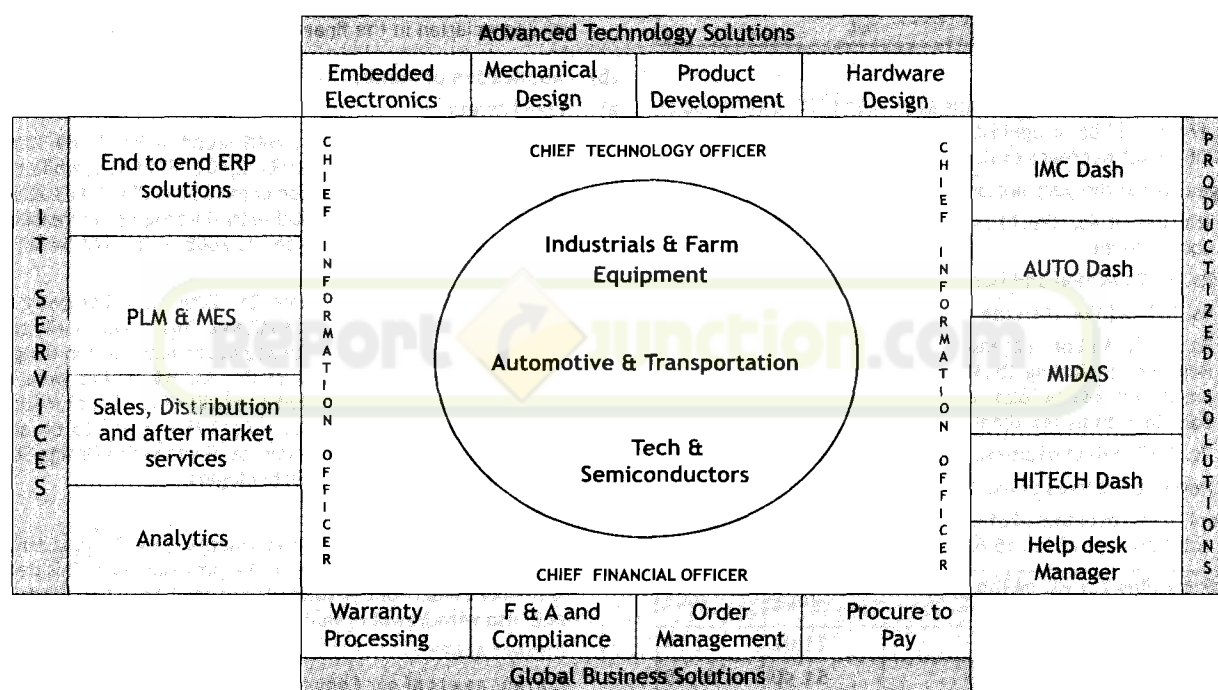 Advanced Technology Solutions
Embedded
Electronics
Mechanical
Design
Product
Development
Hardware
Design
IT SERVICES
End to end ERP
solutions
PLM & MES
Sales, Distribution
and after market
services
Analytics
CHIEF INFORMATION OFFICER
CHIEF TECHNOLOGY OFFICER
Industrials & Farm
Equipment
Automotive & Transportation
Tech &
Semiconductors
CHIEF FINANCIAL OFFICER
CHIEF INFORMATION OFFICER
IMC Dash
AUTO Dash
MIDAS
HITECH Dash
Help desk
Manager
PRODUCTIZED SOLUTIONS
Warranty
Processing
F & A and
Compliance
Order
Management
Procure to
Pay
Global Business Solutions
report junction.com